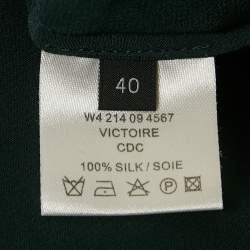 40
W4 214 09 4567
VICTOIRE
CDC
100% SILK / SOIE
P